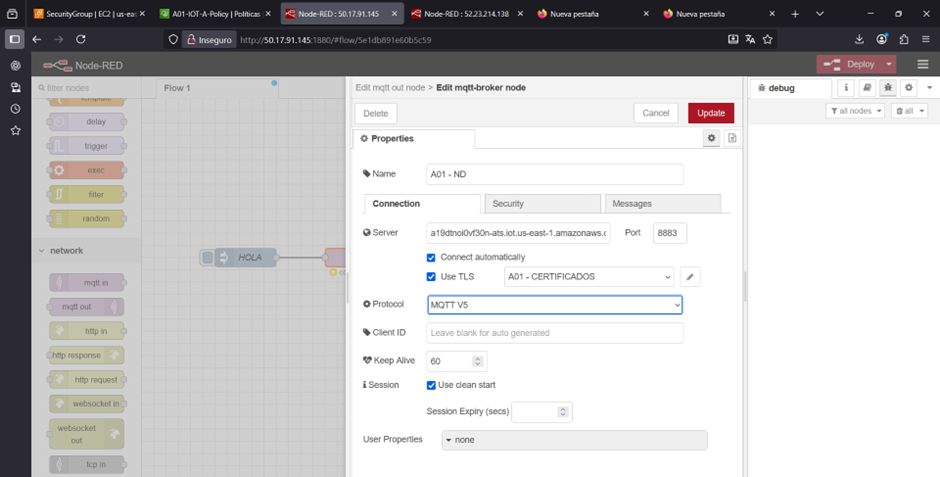 SecurityGroup | EC2 | us-eas
A01-IOT-A-Policy | Políticas |
Node-RED : 50.17.91.145
Node-RED : 52.23.214.138
Nueva pestaña
Nueva pestaña
Inseguro
http://50.17.91.145:1880/#flow/5e1db891e60b5c59
Node-RED
Deploy
filter nodes
Flow 1
Edit mqtt out node > Edit mqtt-broker node
debug
i
Delete
Cancel
Update
all nodes
all
template
delay
trigger
exec
filter
random
network
mqtt in
mqtt out
http in
http response
http request
websocket in
websocket
out
tcp in
HOLA
Properties
Name
A01 - ND
Connection
Security
Messages
Server
a19dtnoi0vf30n-ats.iot.us-east-1.amazonaws.c
Port
8883
Connect automatically
Use TLS
A01 - CERTIFICADOS
Protocol
MQTT V5
Client ID
Leave blank for auto generated
Keep Alive
60
Session
Use clean start
Session Expiry (secs)
User Properties
none